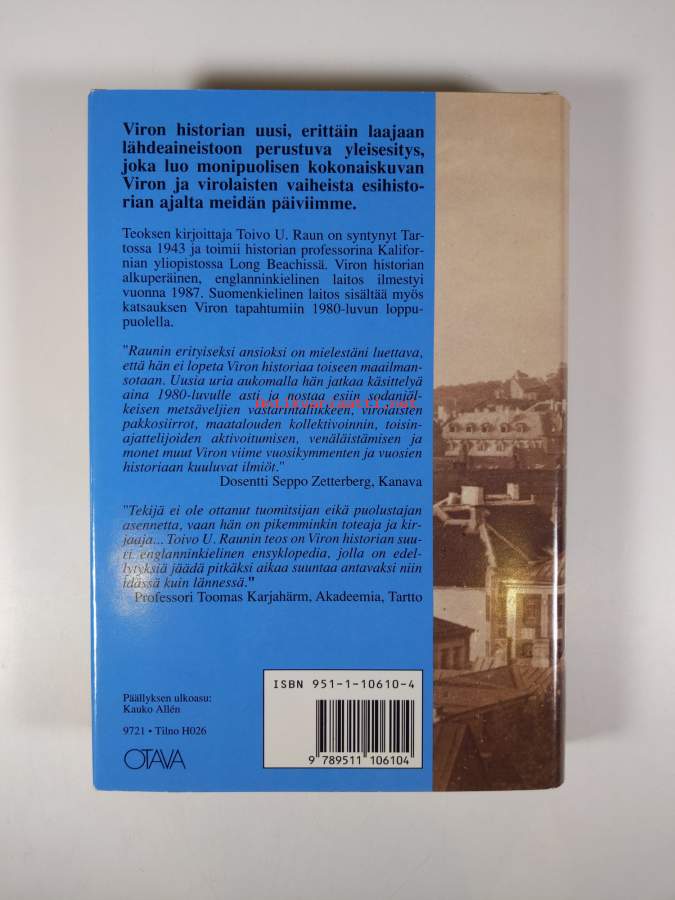 Viron historian uusi, erittäin laajaan
lähdeaineistoon perustuva yleisesitys,
joka luo monipuolisen kokonaiskuvan
Viron ja virolaisten vaiheista esihisto-
rian ajalta meidän päiviimme.
Teoksen kirjoittaja Toivo U. Raun on syntynyt Tar-
tossa 1943 ja toimii historian professorina Kalifor-
nian yliopistossa Long Beachissä. Viron historian
alkuperäinen, englanninkielinen laitos ilmestyi
vuonna 1987. Suomenkielinen laitos sisältää myös
katsauksen Viron tapahtumiin 1980-luvun loppu-
puolella.
"Raunin erityiseksi ansioksi on mielestäni luettava,
että hän ei lopeta Viron historiaa toiseen maailman-
sotaan. Uusia uria aukomalla hän jatkaa käsittelyä
aina 1980-luvulle asti ja nostaa esiin sodanjäl-
keisen metsäveljien vastarintaliikkeen, virolaisten
pakkosiirrot, maatalouden kollektivoinnin, toisin-
ajattelijoiden aktivoitumisen, venäläistämisen ja
monet muut Viron viime vuosikymmenten ja vuosien
historiaan kuuluvat ilmiöt."
Dosentti Seppo Zetterberg, Kanava
"Tekijä ei ole ottanut tuomitsijan eikä puolustajan
asennetta, vaan hän on pikemminkin toteaja ja kir-
jaaja... Toivo U. Raunin teos on Viron historian suu-
ri englanninkielinen ensyklopedia, jolla on edel-
lytyksiä jäädä pitkäksi aikaa suuntaa antavaksi niin
idässä kuin lännessä."
Professori Toomas Karjahärm, Akadeemia, Tartto
ISBN 951-1-10610-4
9 789511 106104
Päällyksen ulkoasu:
Kauko Allén
9721 • Tilno H026
OTAVA